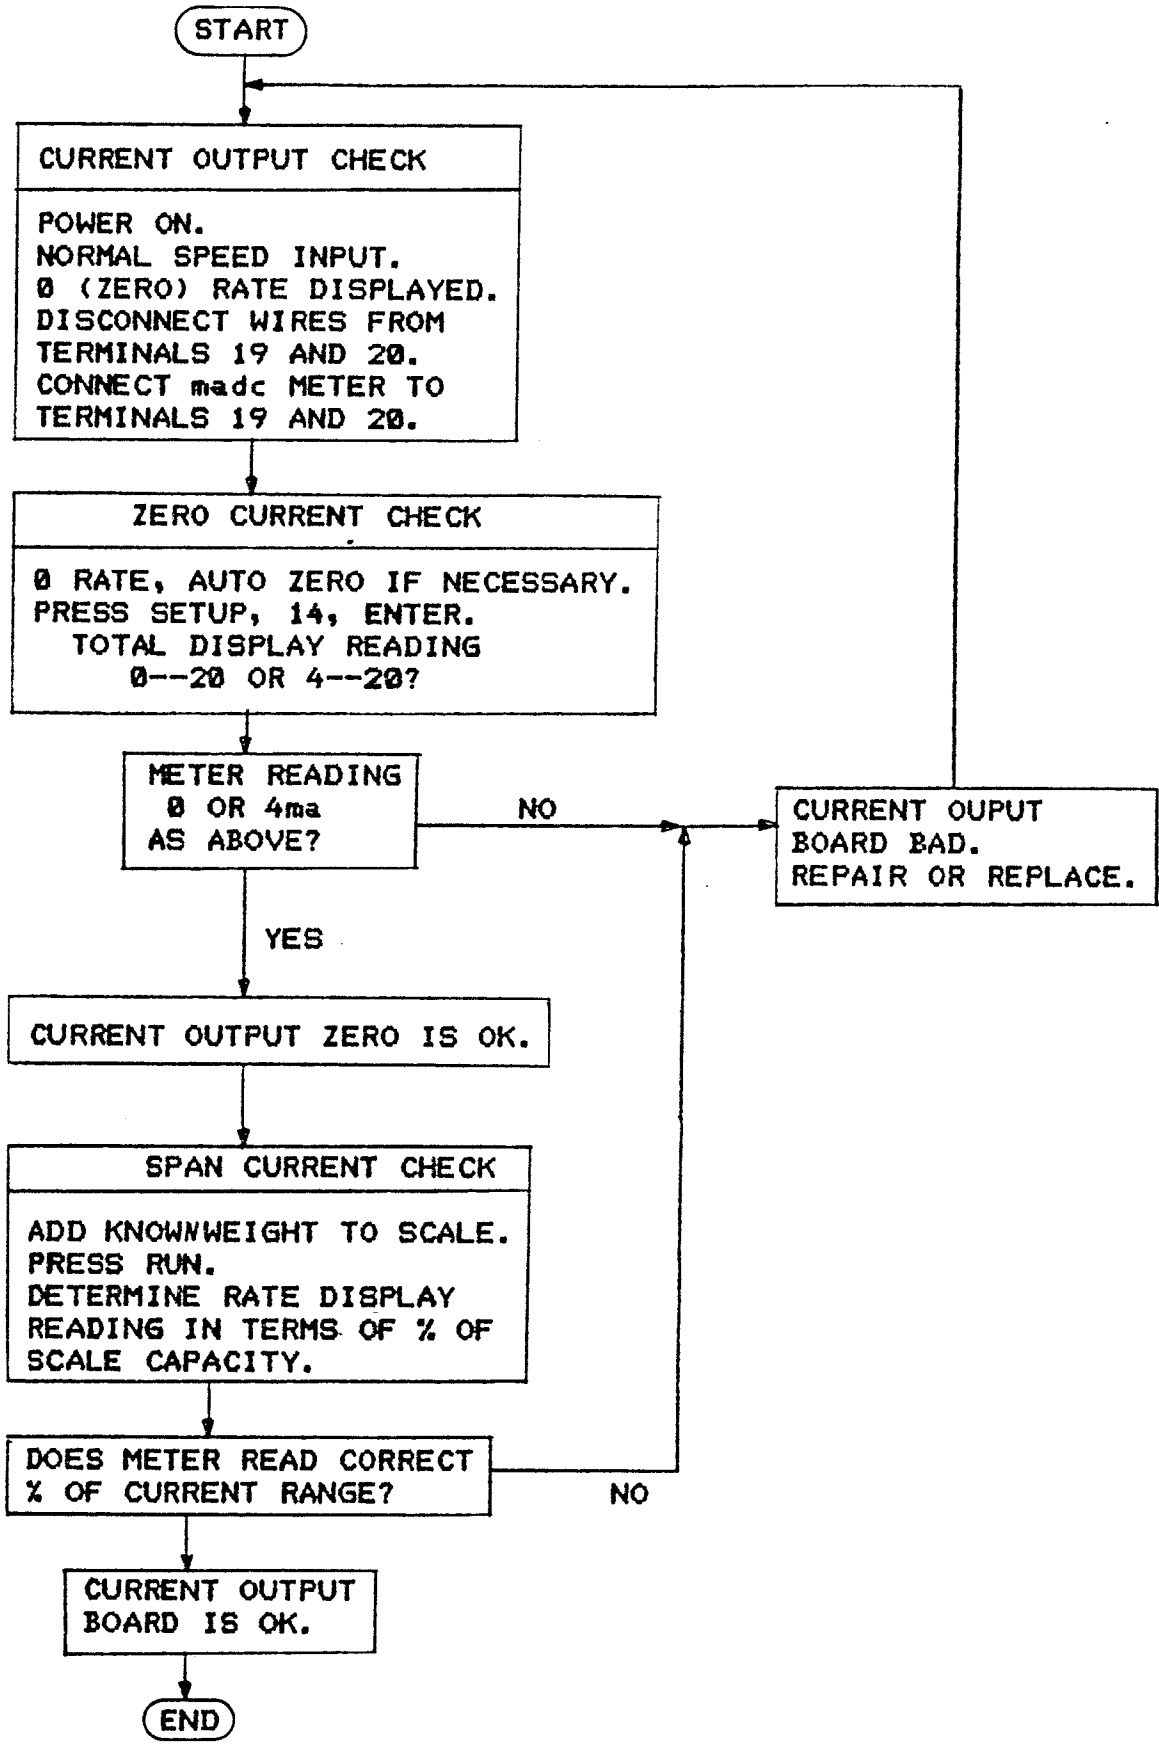 START
CURRENT OUTPUT CHECK
POWER ON.
NORMAL SPEED INPUT.
0 (ZERO) RATE DISPLAYED.
DISCONNECT WIRES FROM
TERMINALS 19 AND 20.
CONNECT madc METER TO
TERMINALS 19 AND 20.
ZERO CURRENT CHECK
0 RATE, AUTO ZERO IF NECESSARY.
PRESS SETUP, 14, ENTER.
TOTAL DISPLAY READING
0--20 OR 4--20?
METER READING
0 OR 4ma
AS ABOVE?
NO
CURRENT OUPUT
BOARD BAD.
REPAIR OR REPLACE.
YES
CURRENT OUTPUT ZERO IS OK.
SPAN CURRENT CHECK
ADD KNOWN WEIGHT TO SCALE.
PRESS RUN.
DETERMINE RATE DISPLAY
READING IN TERMS OF % OF
SCALE CAPACITY.
DOES METER READ CORRECT
% OF CURRENT RANGE?
NO
CURRENT OUTPUT
BOARD IS OK.
END